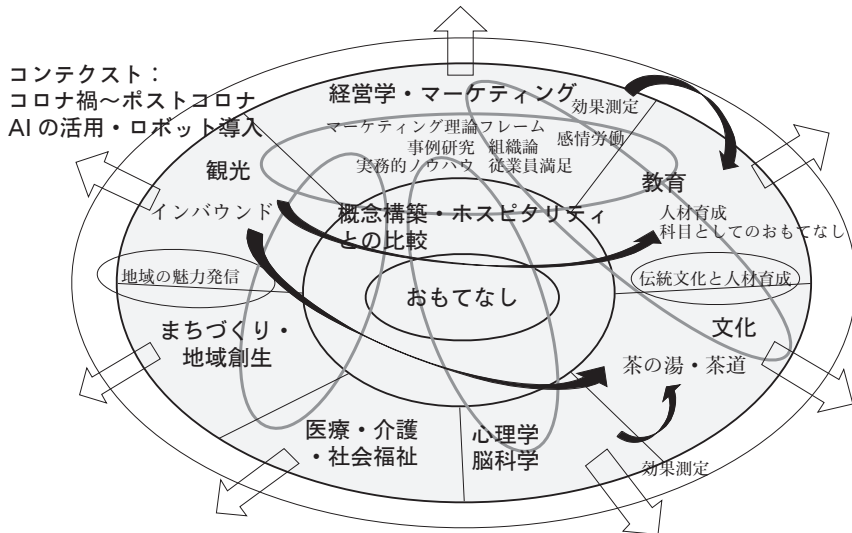 コンテクスト：
コロナ禍～ポストコロナ
AI の活用・ロボット導入
経営学・マーケティング
効果測定
マーケティング理論フレーム
感情労働
事例研究 組織論
実務的ノウハウ 従業員満足
観光
インバウンド
教育
人材育成
科目としてのおもてなし
概念構築・ホスピタリティ
との比較
地域の魅力発信
おもてなし
伝統文化と人材育成
まちづくり・
地域創生
文化
茶の湯・茶道
医療・介護
・社会福祉
心理学
脳科学
効果測定